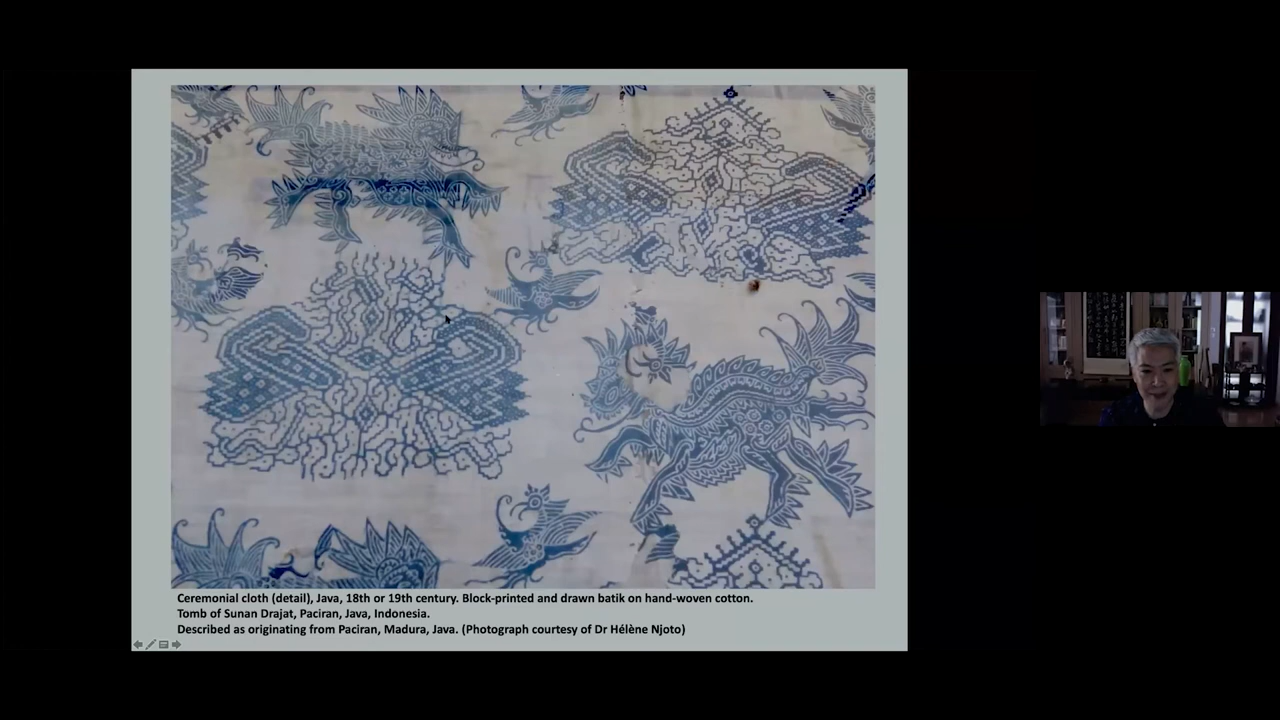 Ceremonial cloth (detail), Java, 18th or 19th century. Block-printed and drawn batik on hand-woven cotton.
Tomb of Sunan Drajat, Paciran, Java, Indonesia.
Described as originating from Paciran, Madura, Java. (Photograph courtesy of Dr Hélène Njoto)